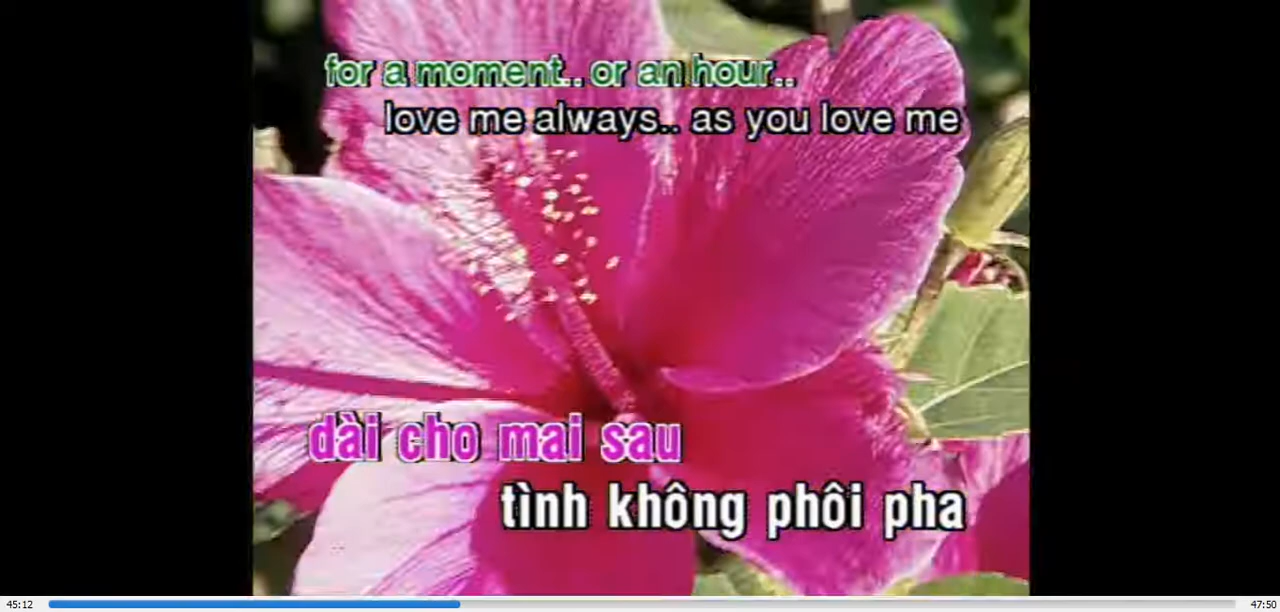 for a moment.. or an hour..
love me always.. as you love me
dài cho mai sau
tình không phôi pha
45:12
47:50